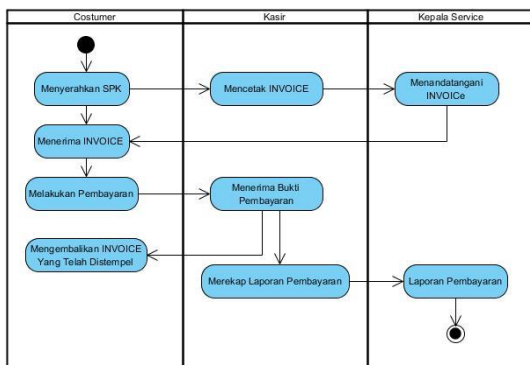 Costumer
Kasir
Kepala Service
Menyerahkan SPK
Mencetak INVOICE
Menandatangani
INVOICe
Menerima INVOICE
Melakukan Pembayaran
Menerima Bukti
Pembayaran
Mengembalikan INVOICE
Yang Telah Distempel
Merekap Laporan Pembayaran
Laporan Pembayaran